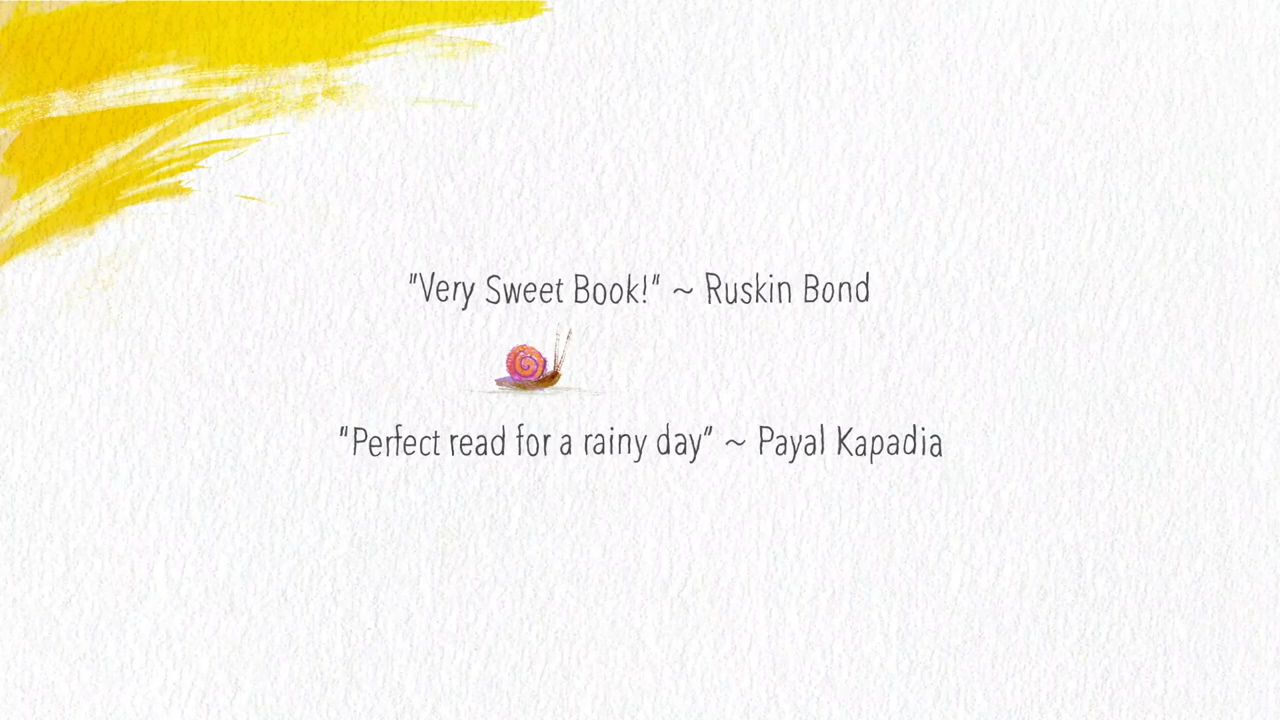 "Very Sweet Book!" ~ Ruskin Bond
"Perfect read for a rainy day" ~ Payal Kapadia